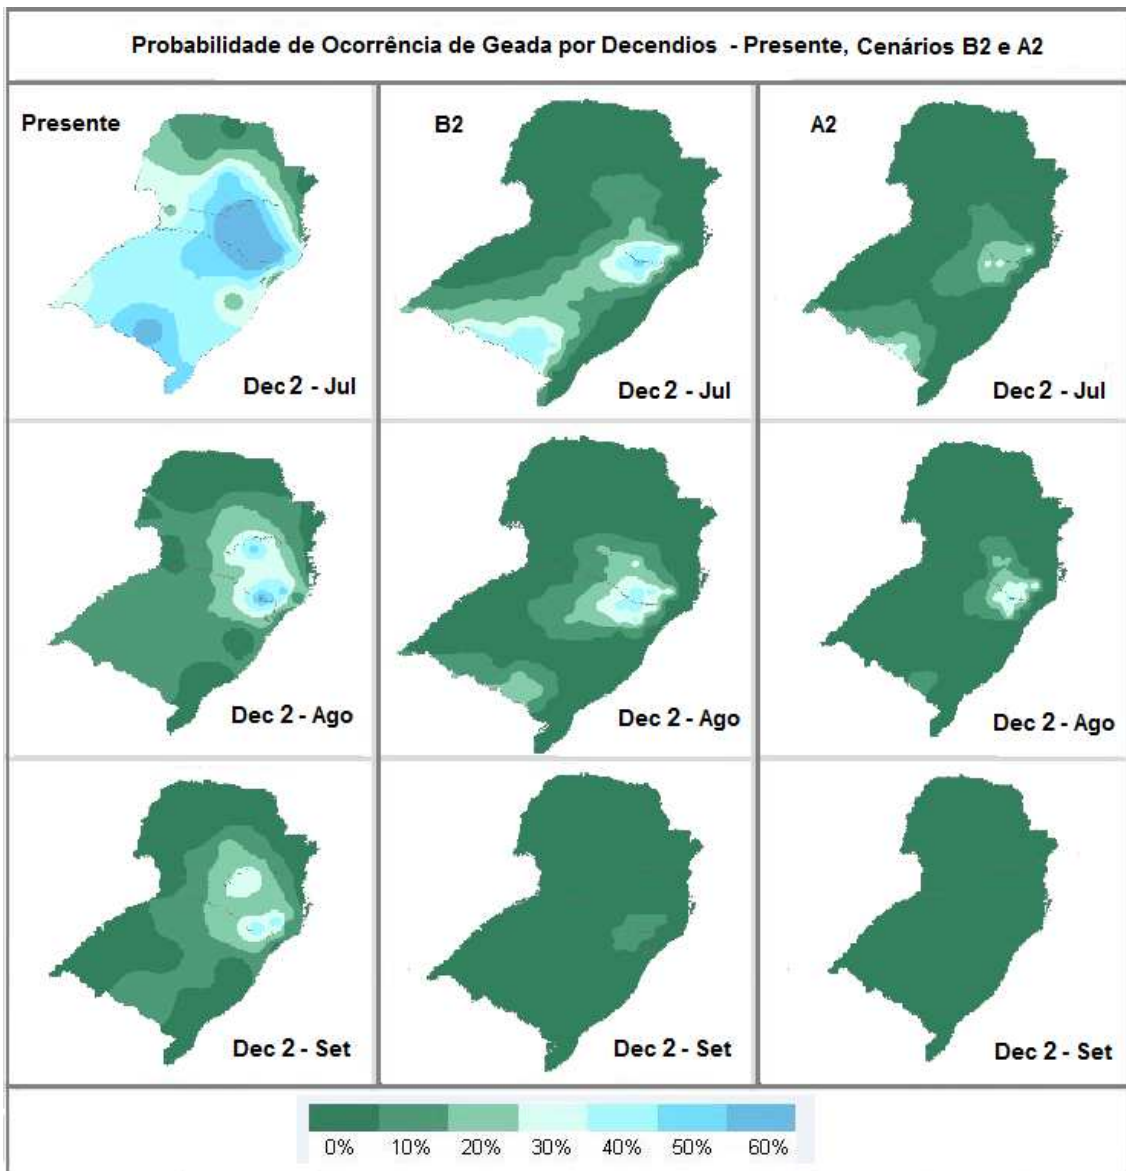 Probabilidade de Ocorrência de Geada por Decendios - Presente, Cenários B2 e A2
Presente
B2
A2
Dec 2 - Jul
Dec 2 - Jul
Dec 2 - Jul
Dec 2 - Ago
Dec 2 - Ago
Dec 2 - Ago
Dec 2 - Set
Dec 2 - Set
Dec 2 - Set
0% 10% 20% 30% 40% 50% 60%